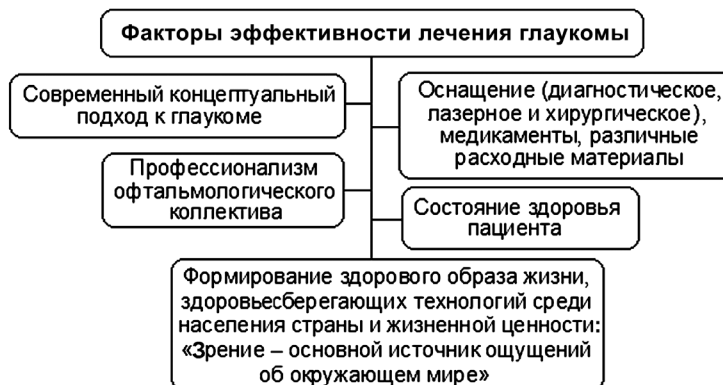 Факторы эффективности лечения глаукомы
Современный концептуальный
подход к глаукоме
Оснащение (диагностическое,
лазерное и хирургическое),
медикаменты, различные
расходные материалы
Профессионализм
офтальмологического
коллектива
Состояние здоровья
пациента
Формирование здорового образа жизни,
здоровьесберегающих технологий среди
населения страны и жизненной ценности:
«Зрение – основной источник ощущений
об окружающем мире»